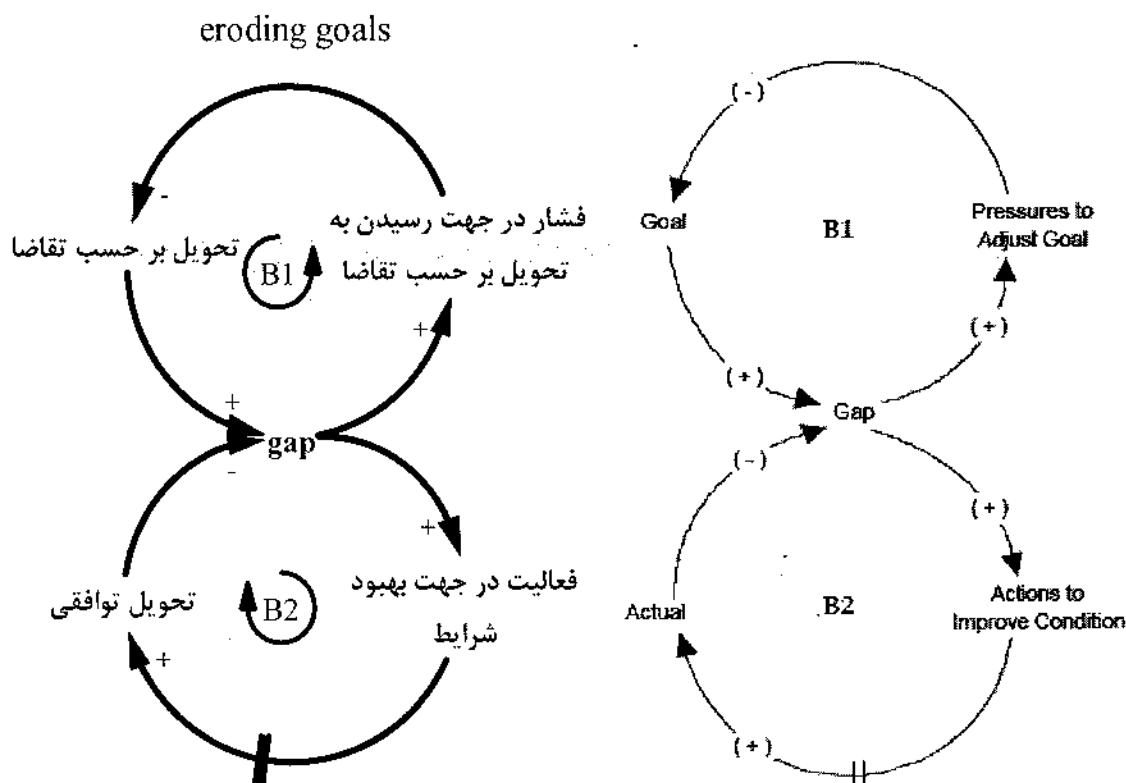 eroding goals
-
فشار در جهت رسیدن به
تحویل بر حسب تقاضا
تحویل بر حسب تقاضا
B1
+
+
gap
-
+
فعالیت در جهت بهبود
شرایط
B2
تحویل توافقی
+
(-)
Goal
B1
Pressures to
Adjust Goal
(+)
(+)
Gap
(-)
(+)
Actual
B2
Actions to
Improve Condition
(+)